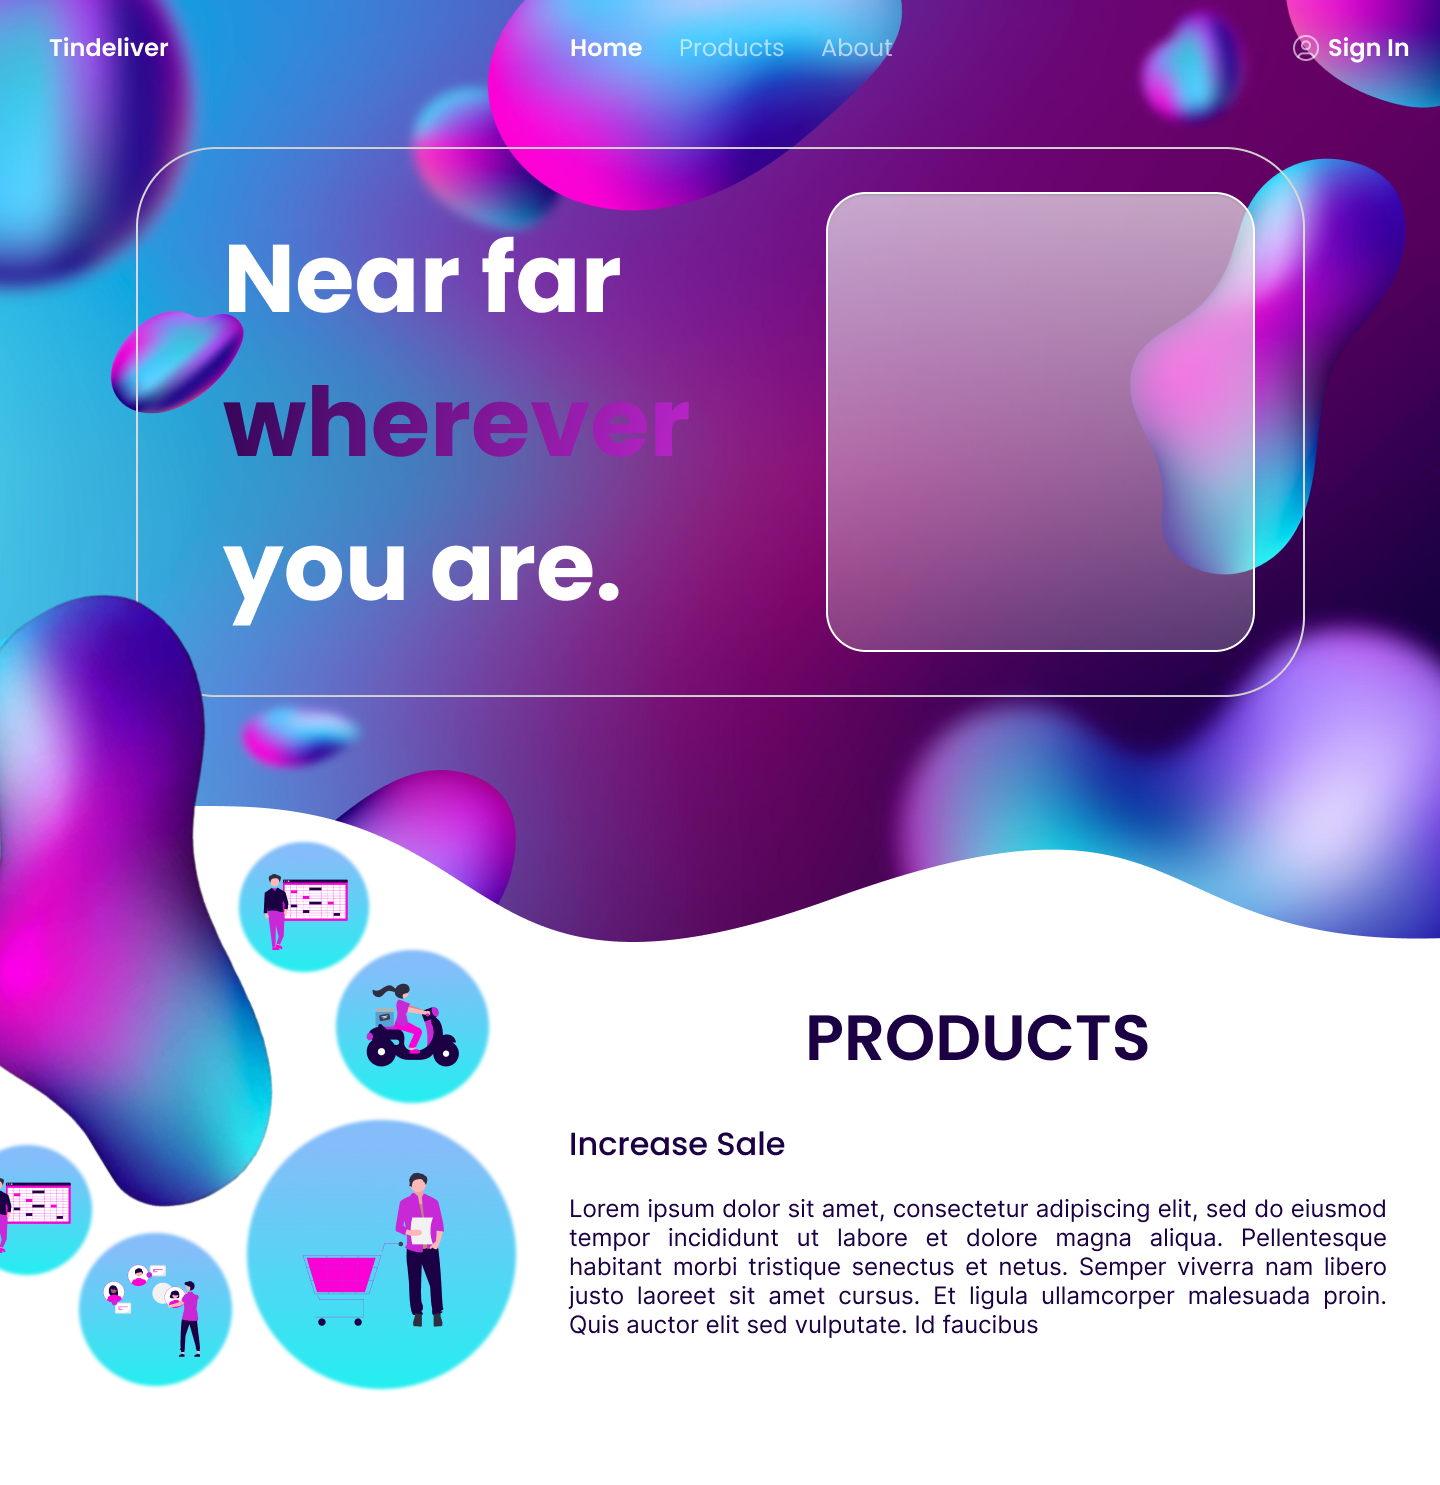 Tindeliver
Home Products About
Sign In
Near far
wherever
you are.
PRODUCTS
Increase Sale
Lorem ipsum dolor sit amet, consectetur adipiscing elit, sed do eiusmod
tempor incididunt ut labore et dolore magna aliqua. Pellentesque
habitant morbi tristique senectus et netus. Semper viverra nam libero
justo laoreet sit amet cursus. Et ligula ullamcorper malesuada proin.
Quis auctor elit sed vulputate. Id faucibus